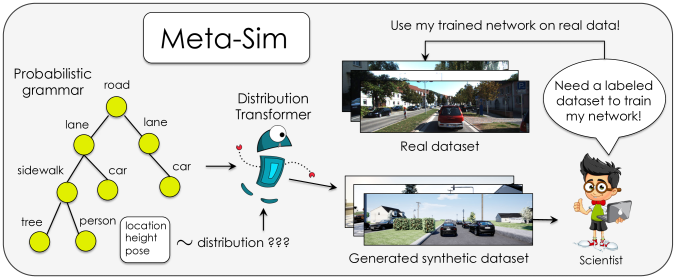 Meta-Sim
Use my trained network on real data!
Probabilistic
grammar
road
lane
lane
sidewalk
car
car
tree
person
location
height
pose
~ distribution ???
Distribution
Transformer
Real dataset
Generated synthetic dataset
Need a labeled
dataset to train
my network!
Scientist